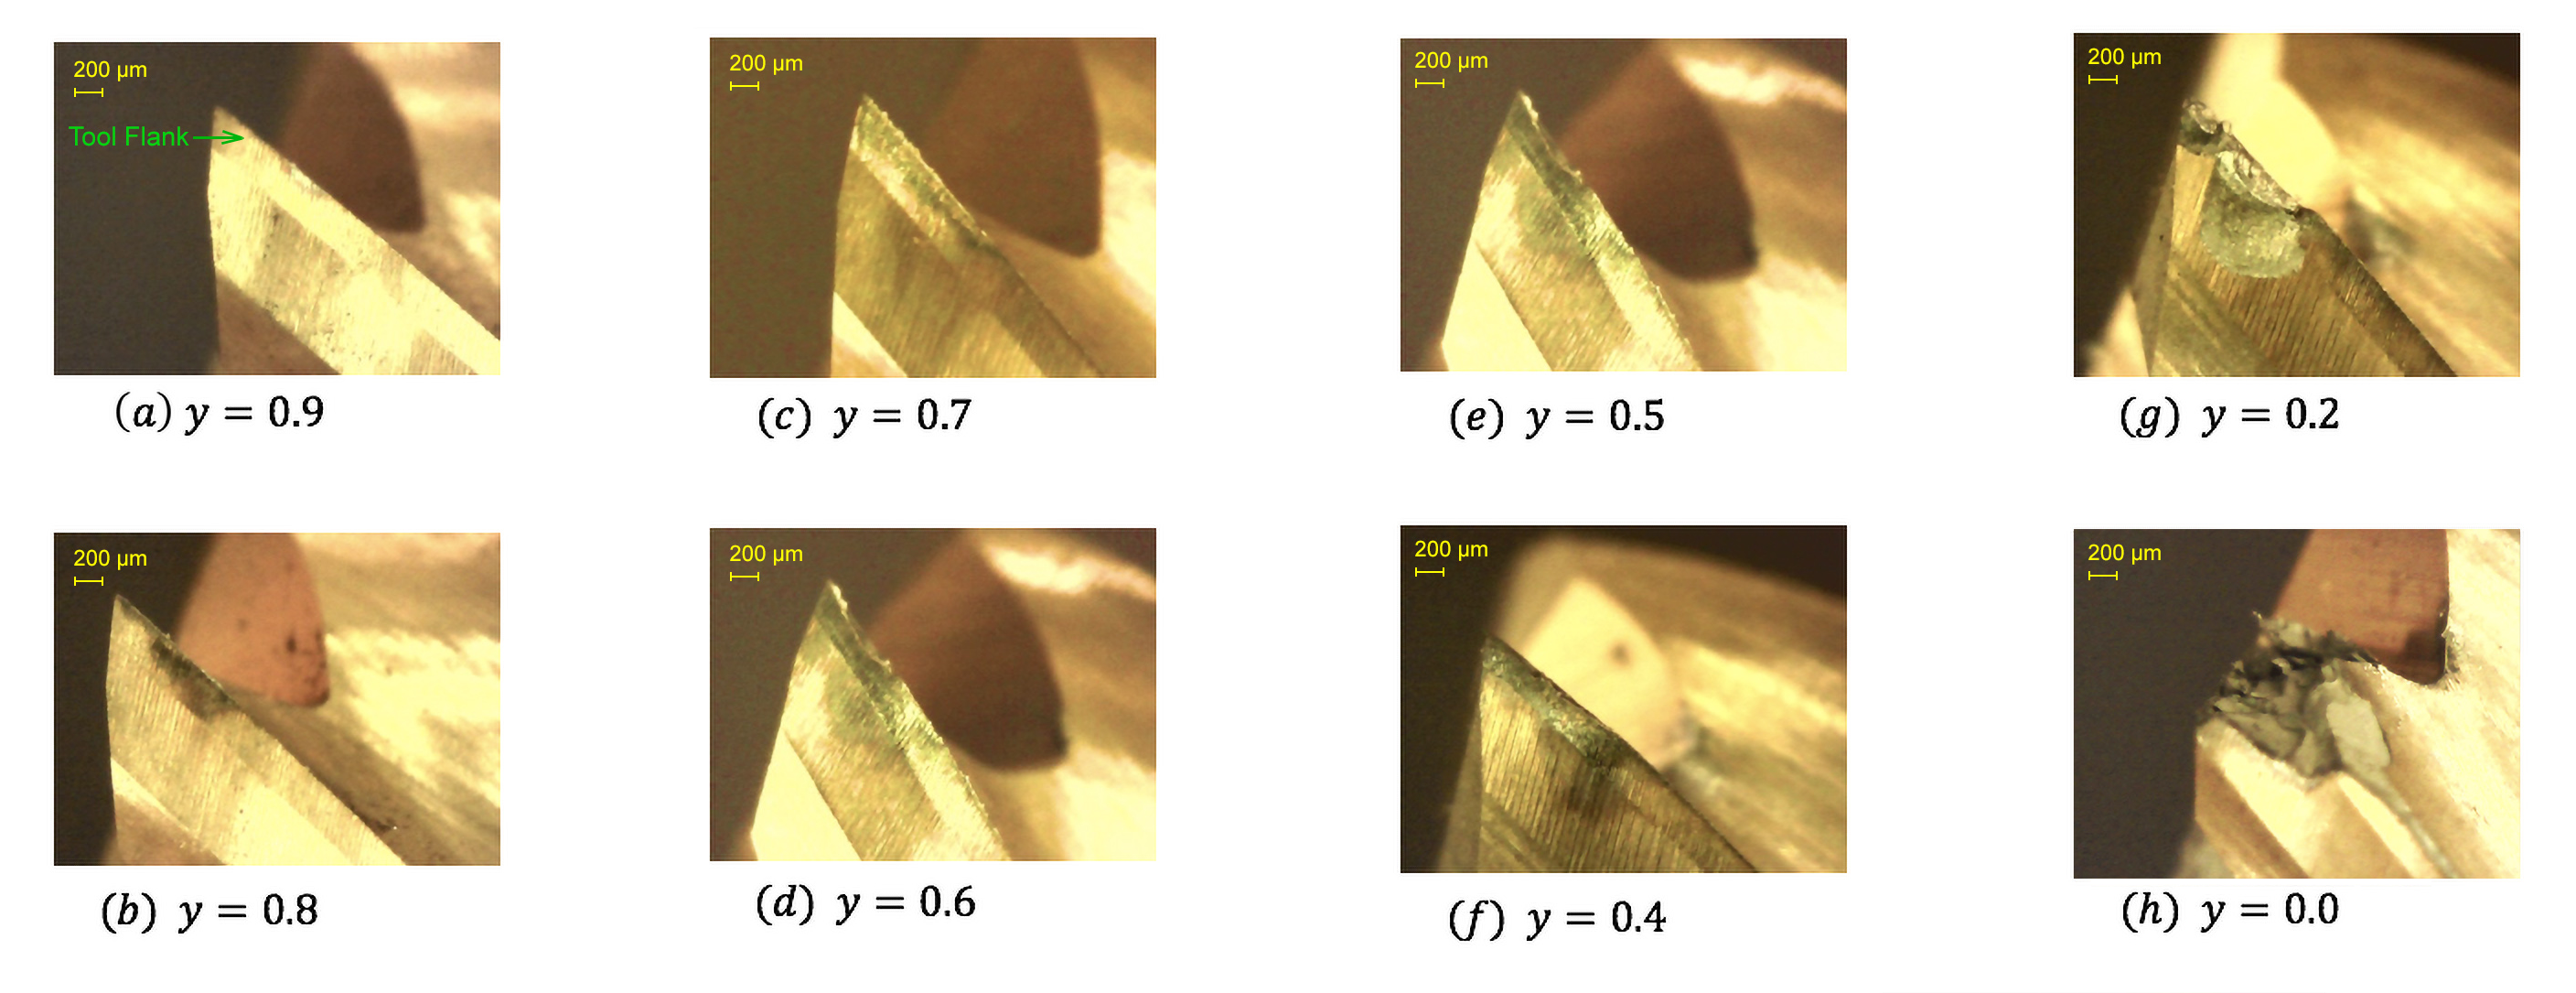 200 µm
Tool Flank
(a) y = 0.9
200 µm
(c) y = 0.7
200 µm
(e) y = 0.5
200 µm
(g) y = 0.2
200 µm
(b) y = 0.8
200 µm
(d) y = 0.6
200 µm
(f) y = 0.4
200 µm
(h) y = 0.0